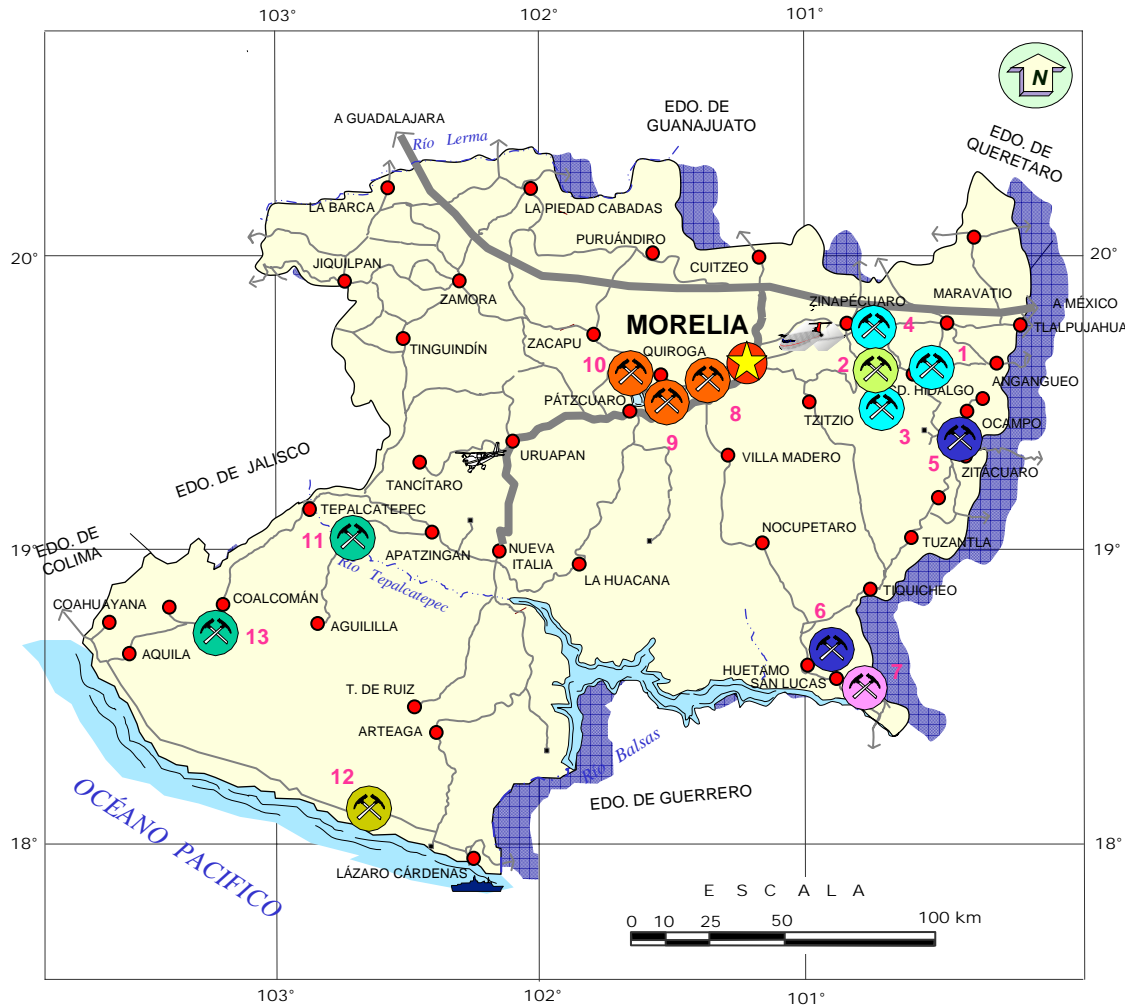 103°
102°
101°
N
A GUADALAJARA
Río Lerma
EDO. DE
GUANAJUATO
EDO. DE
QUERETARO
LA BARCA
LA PIEDAD CABADAS
PURUÁNDIRO
CUITZEO
20°
20°
JIQUILPAN
ZAMORA
ZINAPÉCUARO
MARAVATIO
A MÉXICO
TLALPUJAHUA
MORELIA
4
1
TINGUINDÍN
ZACAPU
10
QUIROGA
2
CD. HIDALGO
ANGANGUEO
PÁTZCUARO
8
TZITZIO
3
OCAMPO
9
5
EDO. DE JALISCO
URUAPAN
VILLA MADERO
ZITÁCUARO
TANCÍTARO
TEPALCATEPEC
NOCUPETARO
11
APATZINGAN
NUEVA
ITALIA
TUZANTLA
EDO. DE
COLIMA
19°
19°
Río Tepalcatepec
LA HUACANA
TIQUICHEO
COAHUAYANA
COALCOMÁN
AGUILILLA
6
13
AQUILA
HUETAMO
SAN LUCAS
7
T. DE RUIZ
ARTEAGA
Río Balsas
12
EDO. DE GUERRERO
OCÉANO PACIFICO
18°
18°
LÁZARO CÁRDENAS
E S C A L A
0 10 25 50 100 km
103°
102°
101°